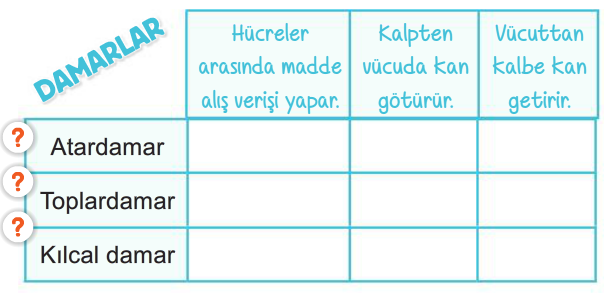 DAMARLAR
Hücreler
arasında madde
alış verişi yapar.
Kalpten
vücuda kan
götürür.
Vücuttan
kalbe kan
getirir.
?
Atardamar
?
Toplardamar
?
Kılcal damar